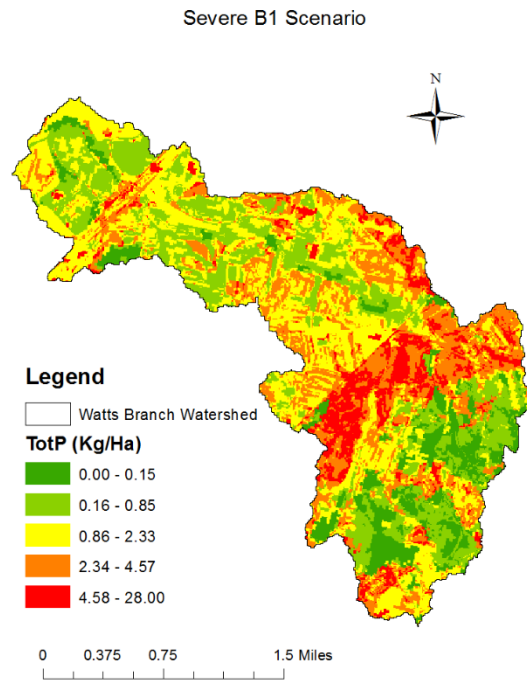 Severe B1 Scenario
N
Legend
Watts Branch Watershed
TotP (Kg/Ha)
0.00 - 0.15
0.16 - 0.85
0.86 - 2.33
2.34 - 4.57
4.58 - 28.00
0 0.375 0.75 1.5 Miles